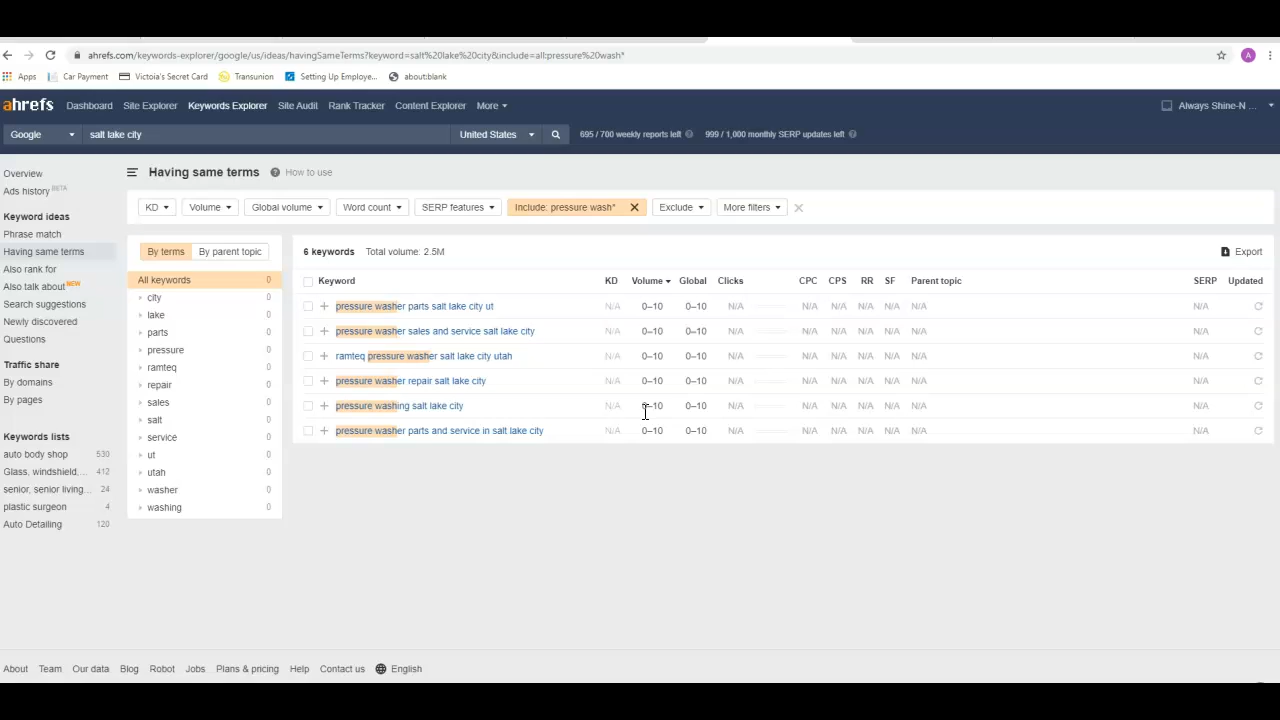 ahrefs.com/keywords-explorer/google/us/ideas/havingSameTerms?keyword=salt%20lake%20city&include=all:pressure%20wash*
A
Apps Car Payment Victoia's Secret Card Transunion Setting Up Employe... about:blank
ahrefs Dashboard Site Explorer Keywords Explorer Site Audit Rank Tracker Content Explorer More Always Shine-N ...
Google salt lake city United States 695 / 700 weekly reports left 999 / 1,000 monthly SERP updates left
Overview
Ads history BETA
Keyword ideas
Phrase match
Having same terms
Also rank for
Also talk about NEW
Search suggestions
Newly discovered
Questions
Traffic share
By domains
By pages
Keywords lists
auto body shop 530
Glass, windshield,... 412
senior, senior living... 24
plastic surgeon 4
Auto Detailing 120
Having same terms How to use
KD Volume Global volume Word count SERP features Include: pressure wash* Exclude More filters
By terms By parent topic
All keywords 0
city 0
lake 0
parts 0
pressure 0
ramteq 0
repair 0
sales 0
salt 0
service 0
ut 0
utah 0
washer 0
washing 0
6 keywords Total volume: 2.5M Export
Keyword KD Volume Global Clicks CPC CPS RR SF Parent topic SERP Updated
pressure washer parts salt lake city ut N/A 0–10 0–10 N/A N/A N/A N/A N/A N/A N/A
pressure washer sales and service salt lake city N/A 0–10 0–10 N/A N/A N/A N/A N/A N/A N/A
ramteq pressure washer salt lake city utah N/A 0–10 0–10 N/A N/A N/A N/A N/A N/A N/A
pressure washer repair salt lake city N/A 0–10 0–10 N/A N/A N/A N/A N/A N/A N/A
pressure washing salt lake city N/A 0–10 0–10 N/A N/A N/A N/A N/A N/A N/A
pressure washer parts and service in salt lake city N/A 0–10 0–10 N/A N/A N/A N/A N/A N/A N/A
About Team Our data Blog Robot Jobs Plans & pricing Help Contact us English